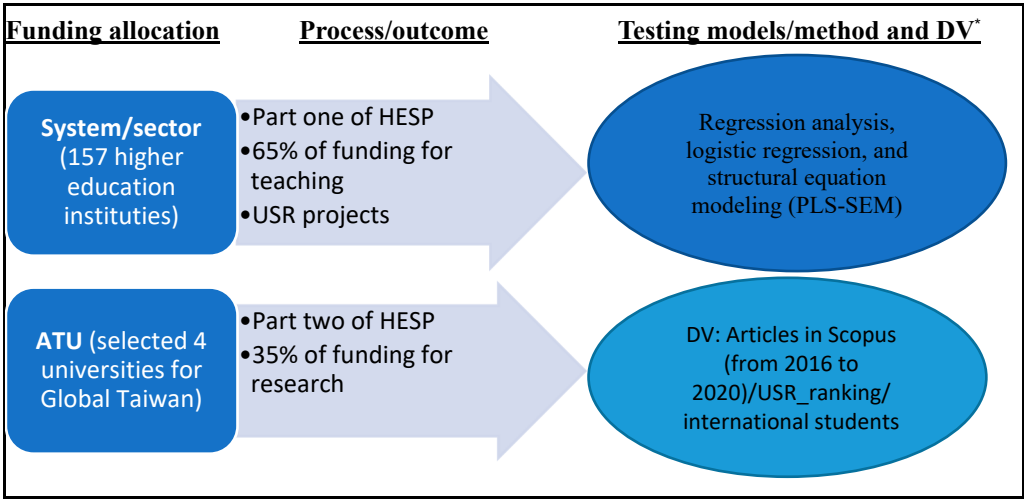 Funding allocation
Process/outcome
Testing models/method and DV*
System/sector
(157 higher
education
instituties)
•Part one of HESP
•65% of funding for
teaching
•USR projects
Regression analysis,
logistic regression, and
structural equation
modeling (PLS-SEM)
ATU (selected 4
universities for
Global Taiwan)
•Part two of HESP
•35% of funding for
research
DV: Articles in Scopus
(from 2016 to
2020)/USR_ranking/
international students